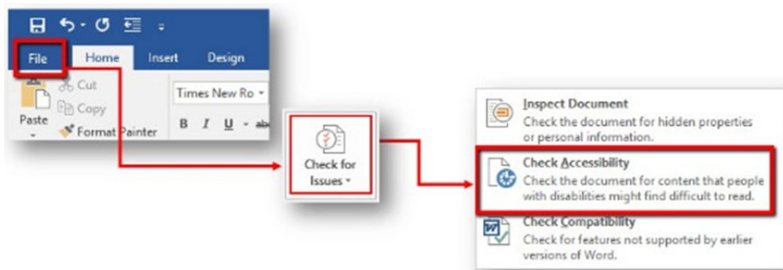 File Home Insert Design
Cut
Copy
Paste
Format Painter
Times New Ro
B I U abc
Check for
Issues
Inspect Document
Check the document for hidden properties
or personal information.
Check Accessibility
Check the document for content that people
with disabilities might find difficult to read.
Check Compatibility
Check for features not supported by earlier
versions of Word.